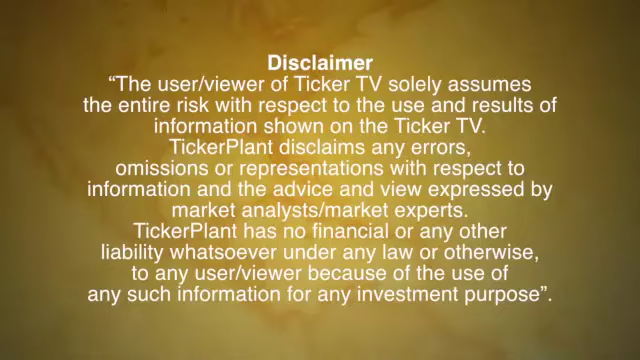 Disclaimer
“The user/viewer of Ticker TV solely assumes
the entire risk with respect to the use and results of
information shown on the Ticker TV.
TickerPlant disclaims any errors,
omissions or representations with respect to
information and the advice and view expressed by
market analysts/market experts.
TickerPlant has no financial or any other
liability whatsoever under any law or otherwise,
to any user/viewer because of the use of
any such information for any investment purpose”.